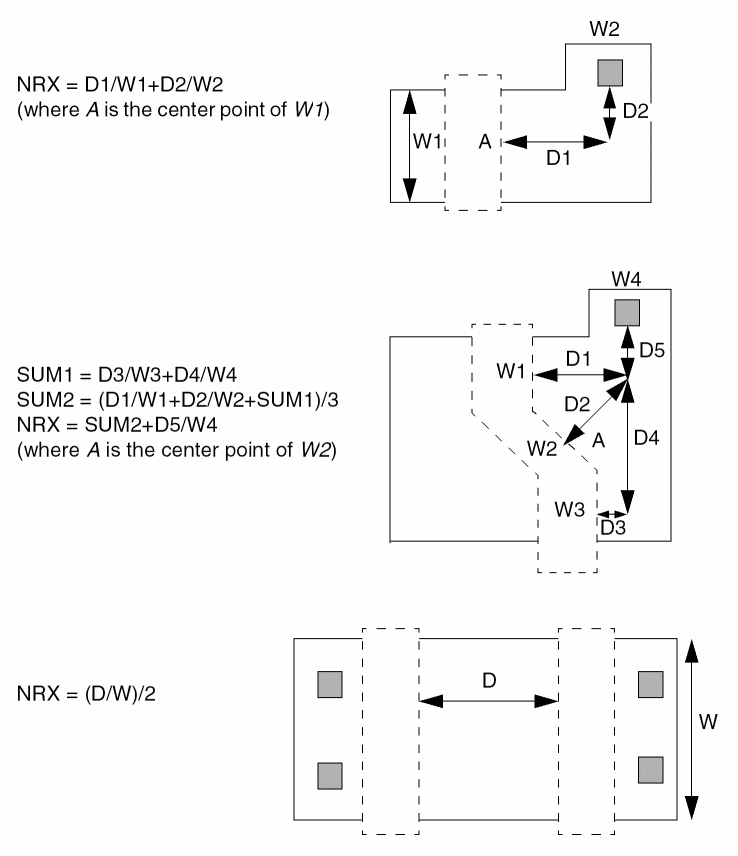 W2
NRX = D1/W1+D2/W2
(where A is the center point of W1)
D2
W1
A
D1
W4
SUM1 = D3/W3+D4/W4
SUM2 = (D1/W1+D2/W2+SUM1)/3
NRX = SUM2+D5/W4
(where A is the center point of W2)
D5
D1
W1
D2
W2
A
D4
W3
D3
NRX = (D/W)/2
D
W